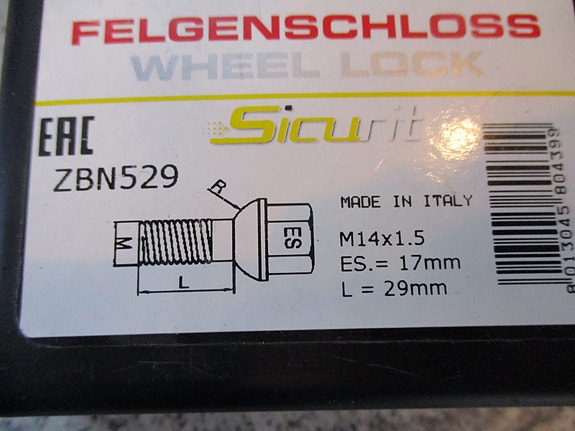 FELGENSCHLOSS
WHEEL LOCK
Sicurit
EAC
ZBN529
R
M
L
ES
MADE IN ITALY
M14x1.5
ES.= 17mm
L = 29mm
8013045804399